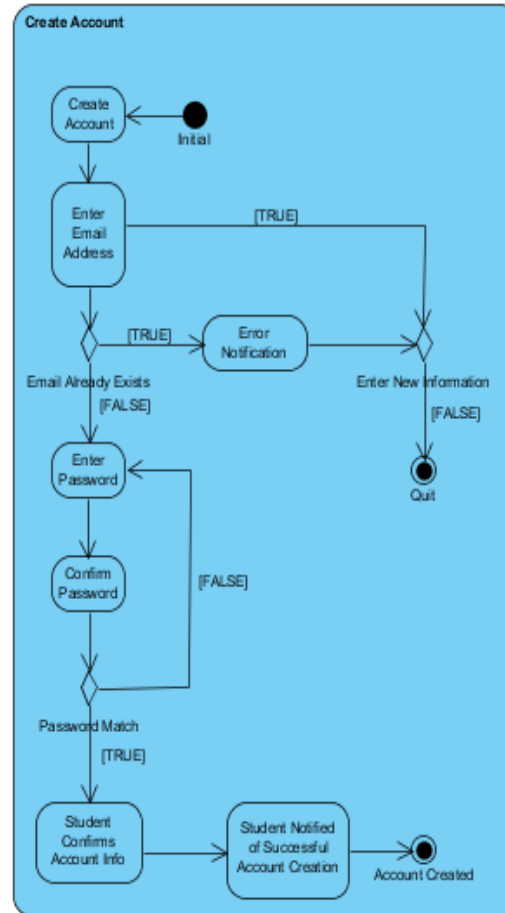 Create Account
Create
Account
Initial
Enter
Email
Address
[TRUE]
[TRUE]
Error
Notification
Email Already Exists
Enter New Information
[FALSE]
[FALSE]
Enter
Password
Quit
Confirm
Password
[FALSE]
Password Match
[TRUE]
Student
Confirms
Account Info
Student Notified
of Successful
Account Creation
Account Created